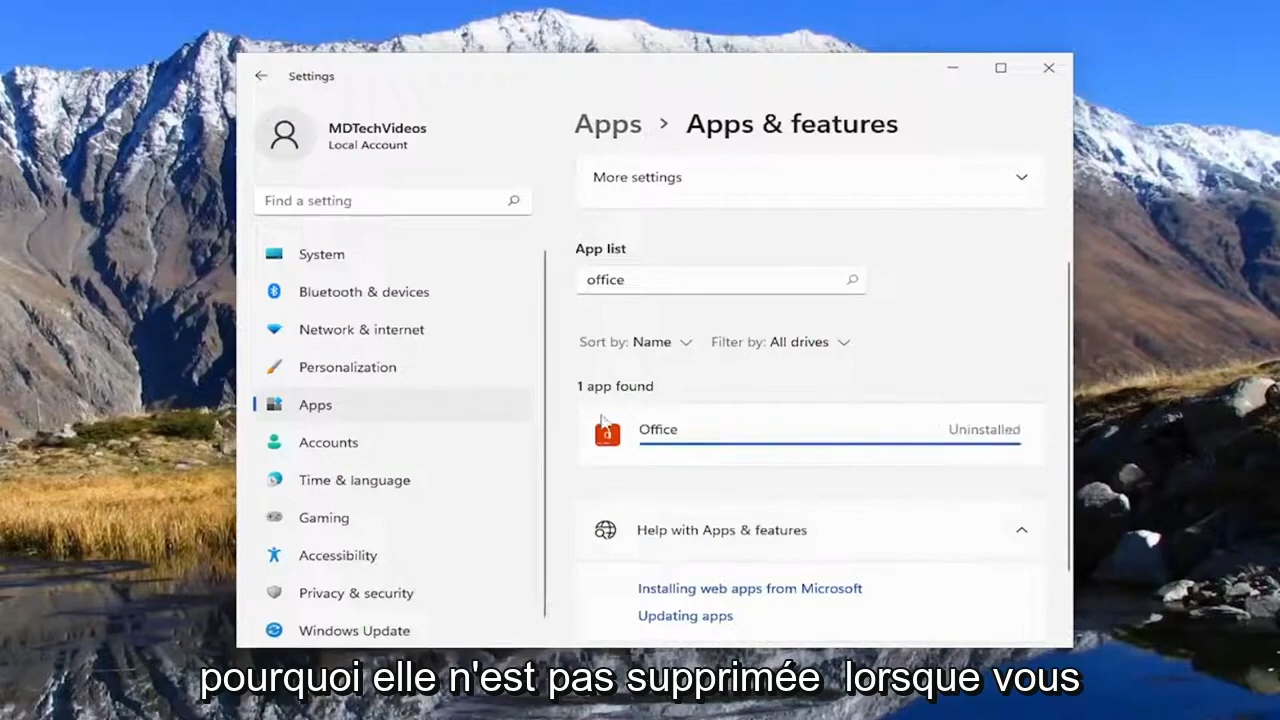 Settings
MDTechVideos
Local Account
Find a setting
System
Bluetooth & devices
Network & internet
Personalization
Apps
Accounts
Time & language
Gaming
Accessibility
Privacy & security
Windows Update
Apps > Apps & features
More settings
App list
office
Sort by: Name Filter by: All drives
1 app found
Office Uninstalled
Help with Apps & features
Installing web apps from Microsoft
Updating apps
pourquoi elle n'est pas supprimée lorsque vous